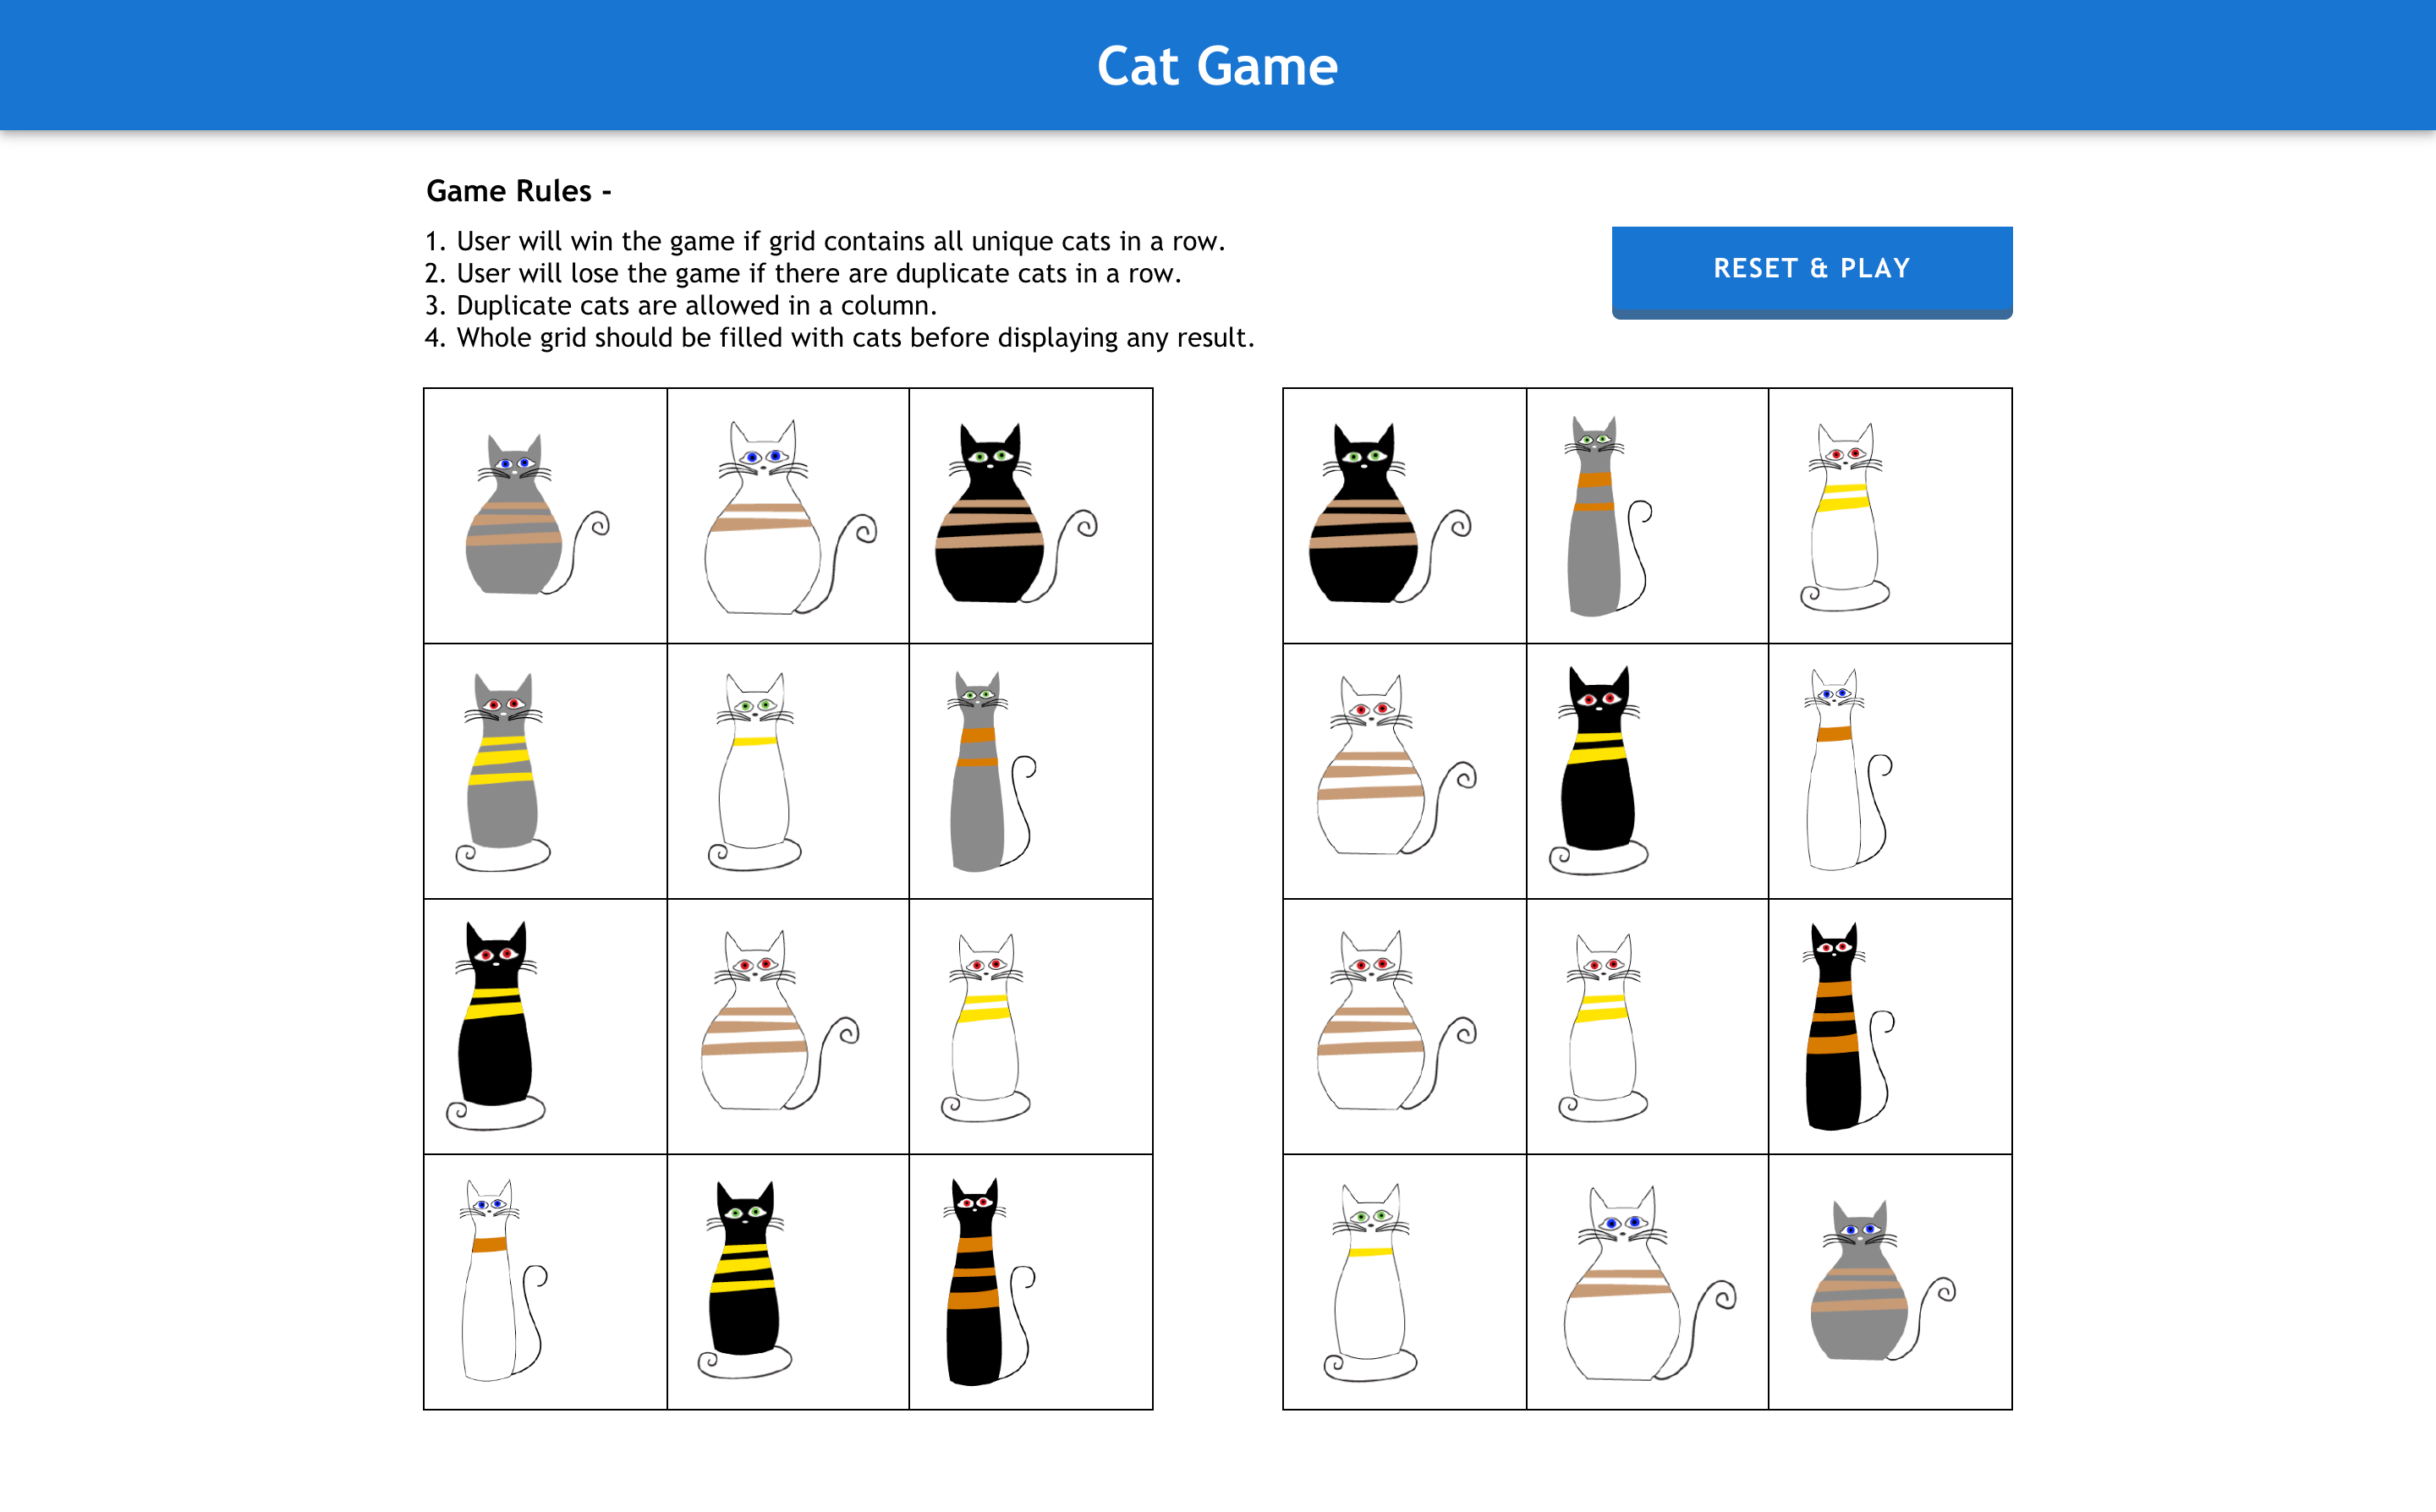 Cat Game
Game Rules -
1. User will win the game if grid contains all unique cats in a row.
2. User will lose the game if there are duplicate cats in a row.
3. Duplicate cats are allowed in a column.
4. Whole grid should be filled with cats before displaying any result.
RESET & PLAY